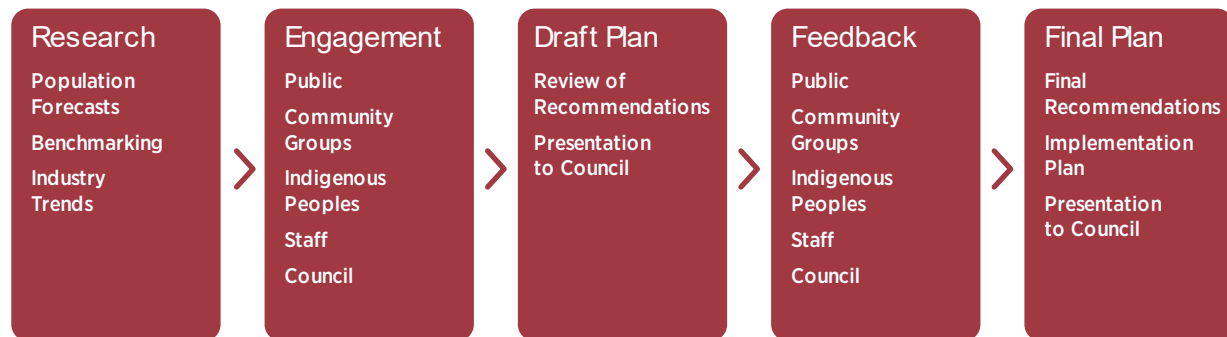 Research
Population
Forecasts
Benchmarking
Industry
Trends
Engagement
Public
Community
Groups
Indigenous
Peoples
Staff
Council
Draft Plan
Review of
Recommendations
Presentation
to Council
Feedback
Public
Community
Groups
Indigenous
Peoples
Staff
Council
Final Plan
Final
Recommendations
Implementation
Plan
Presentation
to Council